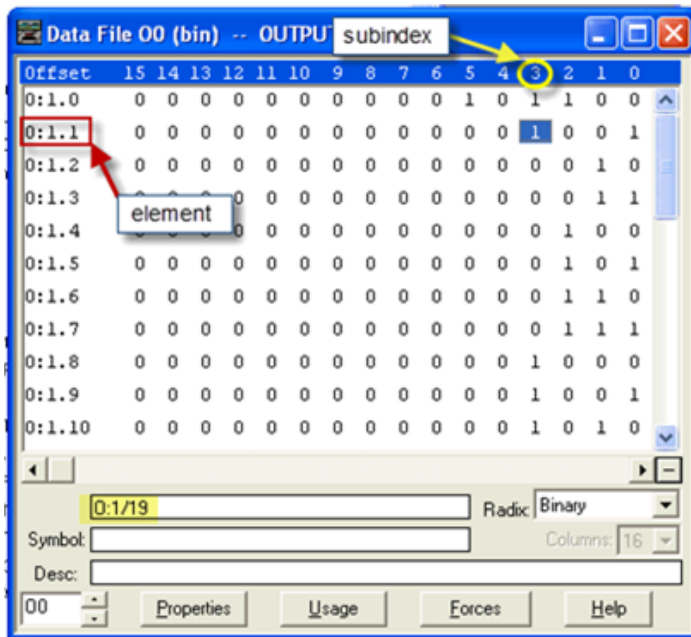 Data File O0 (bin) -- OUTPU
subindex
Offset 15 14 13 12 11 10 9 8 7 6 5 4 3 2 1 0
O:1.0 0 0 0 0 0 0 0 0 0 0 1 0 1 1 0 0
O:1.1 0 0 0 0 0 0 0 0 0 0 0 0 1 0 0 1
O:1.2 0 0 0 0 0 0 0 0 0 0 0 0 0 0 1 0
O:1.3 0 0 0 0 0 0 0 0 0 0 0 1 1
element
O:1.4 0 0 0 0 0 0 0 0 0 1 0 0
O:1.5 0 0 0 0 0 0 0 0 0 0 0 0 0 1 0 1
O:1.6 0 0 0 0 0 0 0 0 0 0 0 0 0 1 1 0
O:1.7 0 0 0 0 0 0 0 0 0 0 0 0 0 1 1 1
O:1.8 0 0 0 0 0 0 0 0 0 0 0 0 1 0 0 0
O:1.9 0 0 0 0 0 0 0 0 0 0 0 0 1 0 0 1
O:1.10 0 0 0 0 0 0 0 0 0 0 0 0 1 0 1 0
O:1/19 Radix: Binary
Symbol: Columns: 16
Desc:
O0 Properties Usage Forces Help